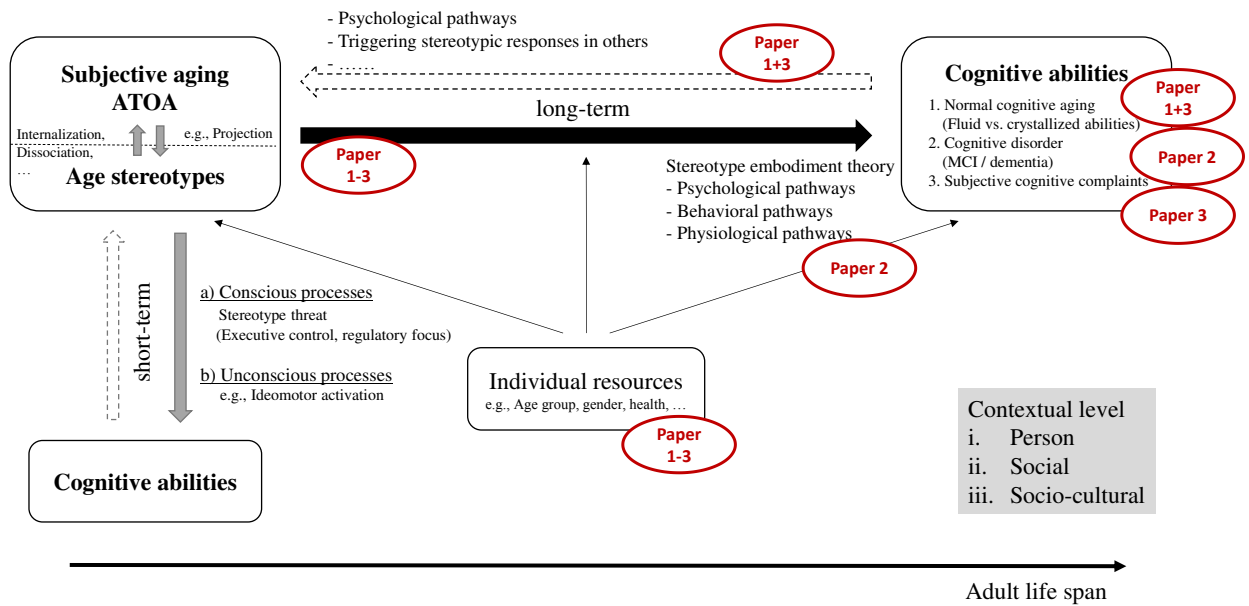 - Psychological pathways
- Triggering stereotypic responses in others
- ……
Paper
1+3
long-term
Subjective aging
ATOA
Internalization,
e.g., Projection
Dissociation,
…
Age stereotypes
Paper
1-3
Cognitive abilities
1. Normal cognitive aging
(Fluid vs. crystallized abilities)
2. Cognitive disorder
(MCI / dementia)
3. Subjective cognitive complaints
Paper
1+3
Paper 2
Paper 3
Stereotype embodiment theory
- Psychological pathways
- Behavioral pathways
- Physiological pathways
Paper 2
short-term
a) Conscious processes
Stereotype threat
(Executive control, regulatory focus)
b) Unconscious processes
e.g., Ideomotor activation
Individual resources
e.g., Age group, gender, health, …
Paper
1-3
Cognitive abilities
Contextual level
i. Person
ii. Social
iii. Socio-cultural
Adult life span